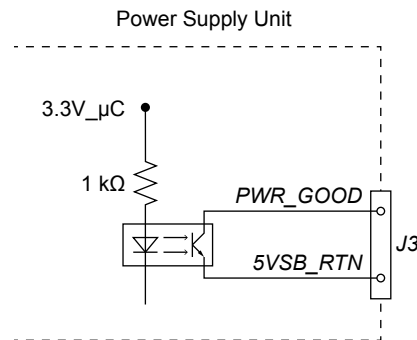 Power Supply Unit
3.3V_µC
1 kΩ
PWR_GOOD
J3
5VSB_RTN